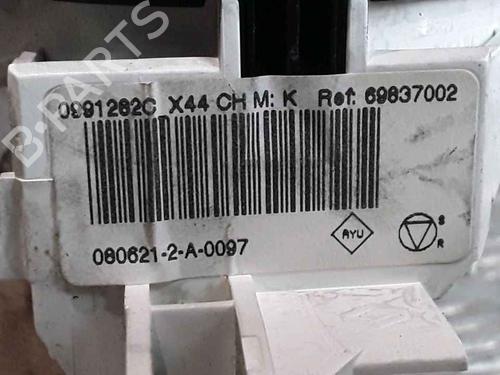 B-PARTS
0991262C X44 CH M: K Ref: 69637002
080621-2-A-0097
AYU
S
R